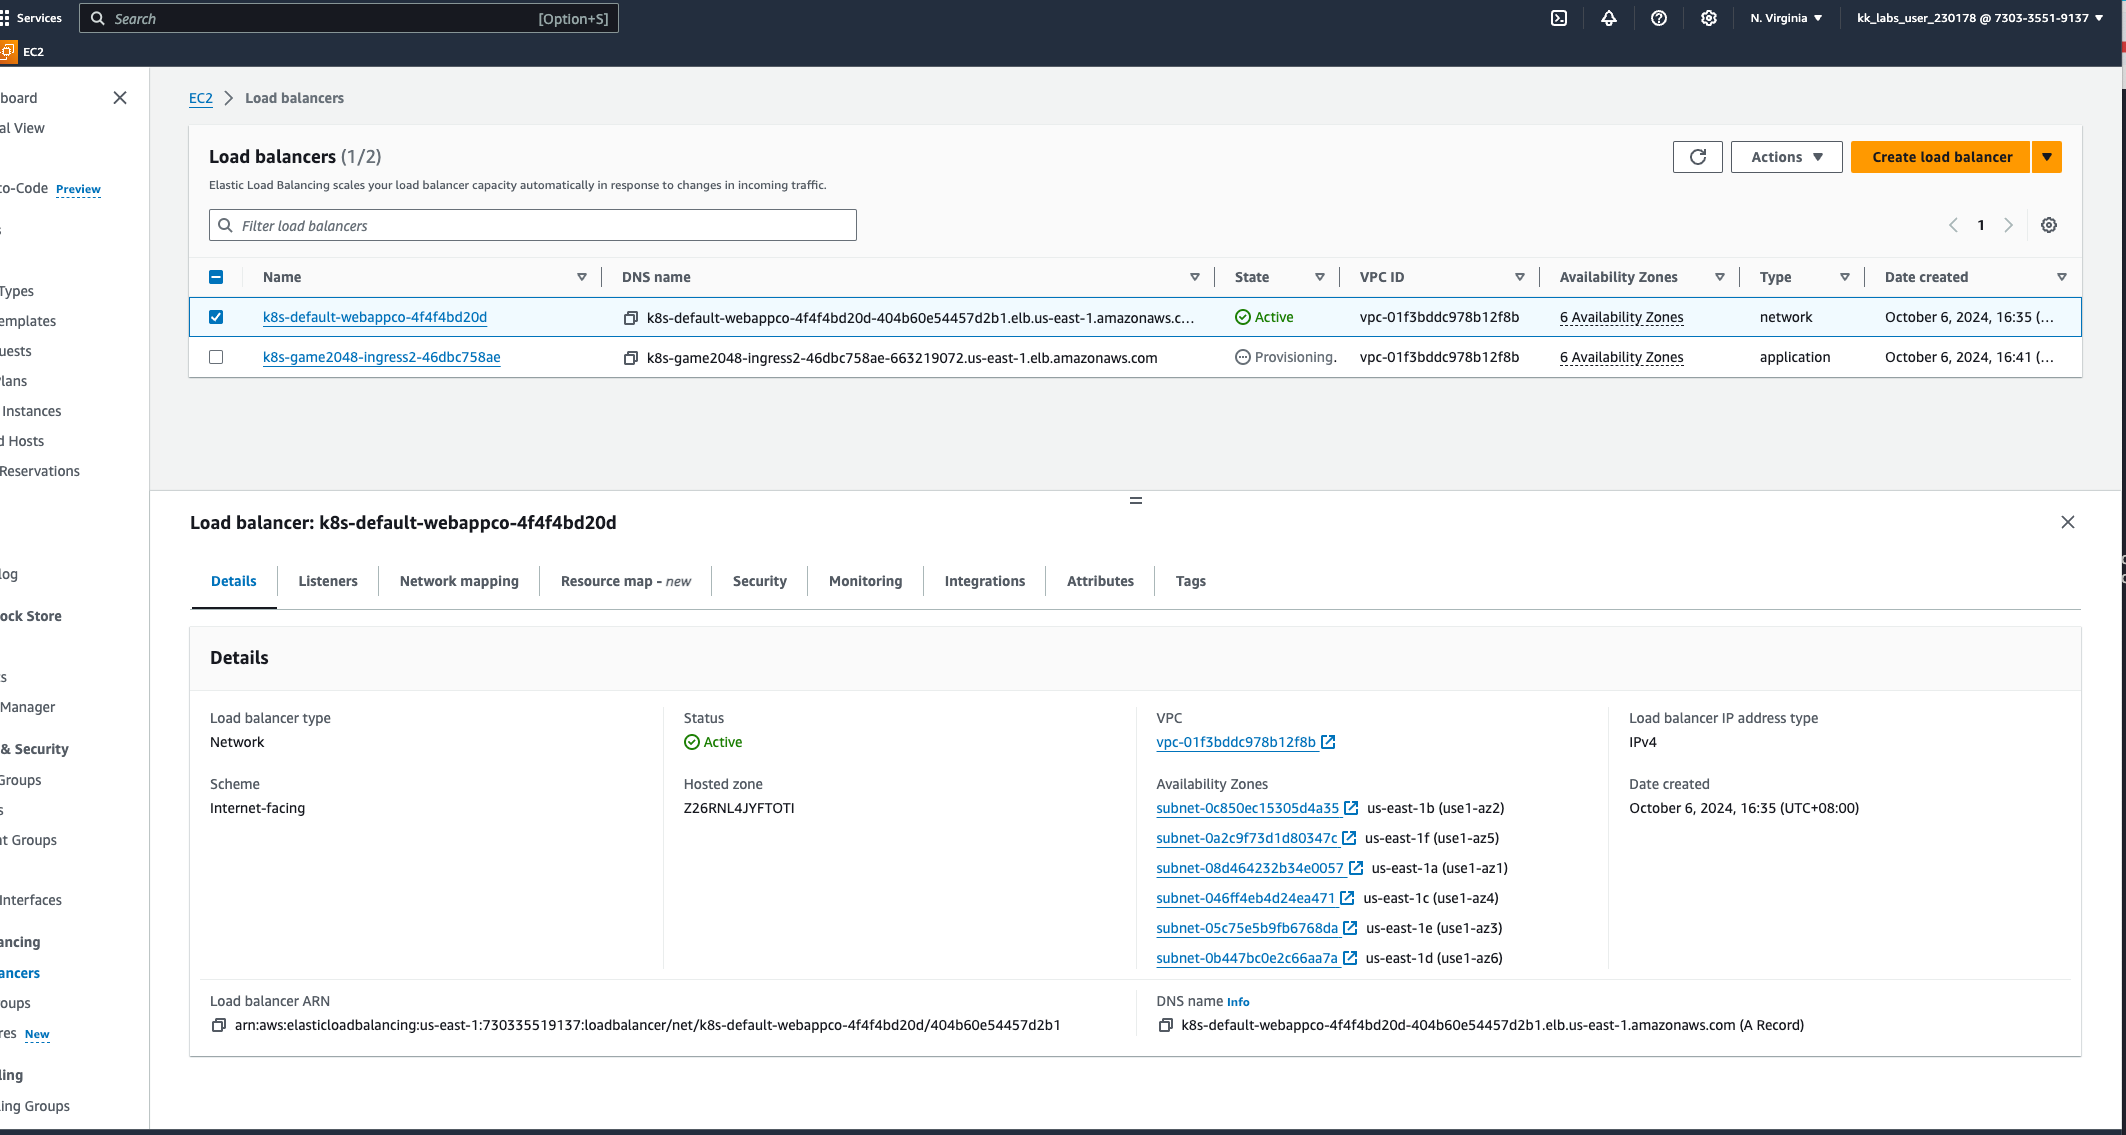 Services
Search
[Option+S]
N. Virginia
kk_labs_user_230178 @ 7303-3551-9137
EC2
board
al View
to-Code Preview
s
Types
emplates
uests
lans
Instances
d Hosts
Reservations
log
ock Store
ts
Manager
& Security
Groups
s
nt Groups
Interfaces
ancing
ancers
oups
res New
ling
ling Groups
EC2 > Load balancers
Load balancers (1/2)
Elastic Load Balancing scales your load balancer capacity automatically in response to changes in incoming traffic.
Actions
Create load balancer
Filter load balancers
1
Name DNS name State VPC ID Availability Zones Type Date created
k8s-default-webappco-4f4f4bd20d k8s-default-webappco-4f4f4bd20d-404b60e54457d2b1.elb.us-east-1.amazonaws.c... Active vpc-01f3bddc978b12f8b 6 Availability Zones network October 6, 2024, 16:35 (...
k8s-game2048-ingress2-46dbc758ae k8s-game2048-ingress2-46dbc758ae-663219072.us-east-1.elb.amazonaws.com Provisioning. vpc-01f3bddc978b12f8b 6 Availability Zones application October 6, 2024, 16:41 (...
Load balancer: k8s-default-webappco-4f4f4bd20d
Details Listeners Network mapping Resource map - new Security Monitoring Integrations Attributes Tags
Details
Load balancer type
Network
Scheme
Internet-facing
Status
Active
Hosted zone
Z26RNL4JYFTOTI
VPC
vpc-01f3bddc978b12f8b
Availability Zones
subnet-0c850ec15305d4a35 us-east-1b (use1-az2)
subnet-0a2c9f73d1d80347c us-east-1f (use1-az5)
subnet-08d464232b34e0057 us-east-1a (use1-az1)
subnet-046ff4eb4d24ea471 us-east-1c (use1-az4)
subnet-05c75e5b9fb6768da us-east-1e (use1-az3)
subnet-0b447bc0e2c66aa7a us-east-1d (use1-az6)
Load balancer IP address type
IPv4
Date created
October 6, 2024, 16:35 (UTC+08:00)
Load balancer ARN
arn:aws:elasticloadbalancing:us-east-1:730335519137:loadbalancer/net/k8s-default-webappco-4f4f4bd20d/404b60e54457d2b1
DNS name Info
k8s-default-webappco-4f4f4bd20d-404b60e54457d2b1.elb.us-east-1.amazonaws.com (A Record)